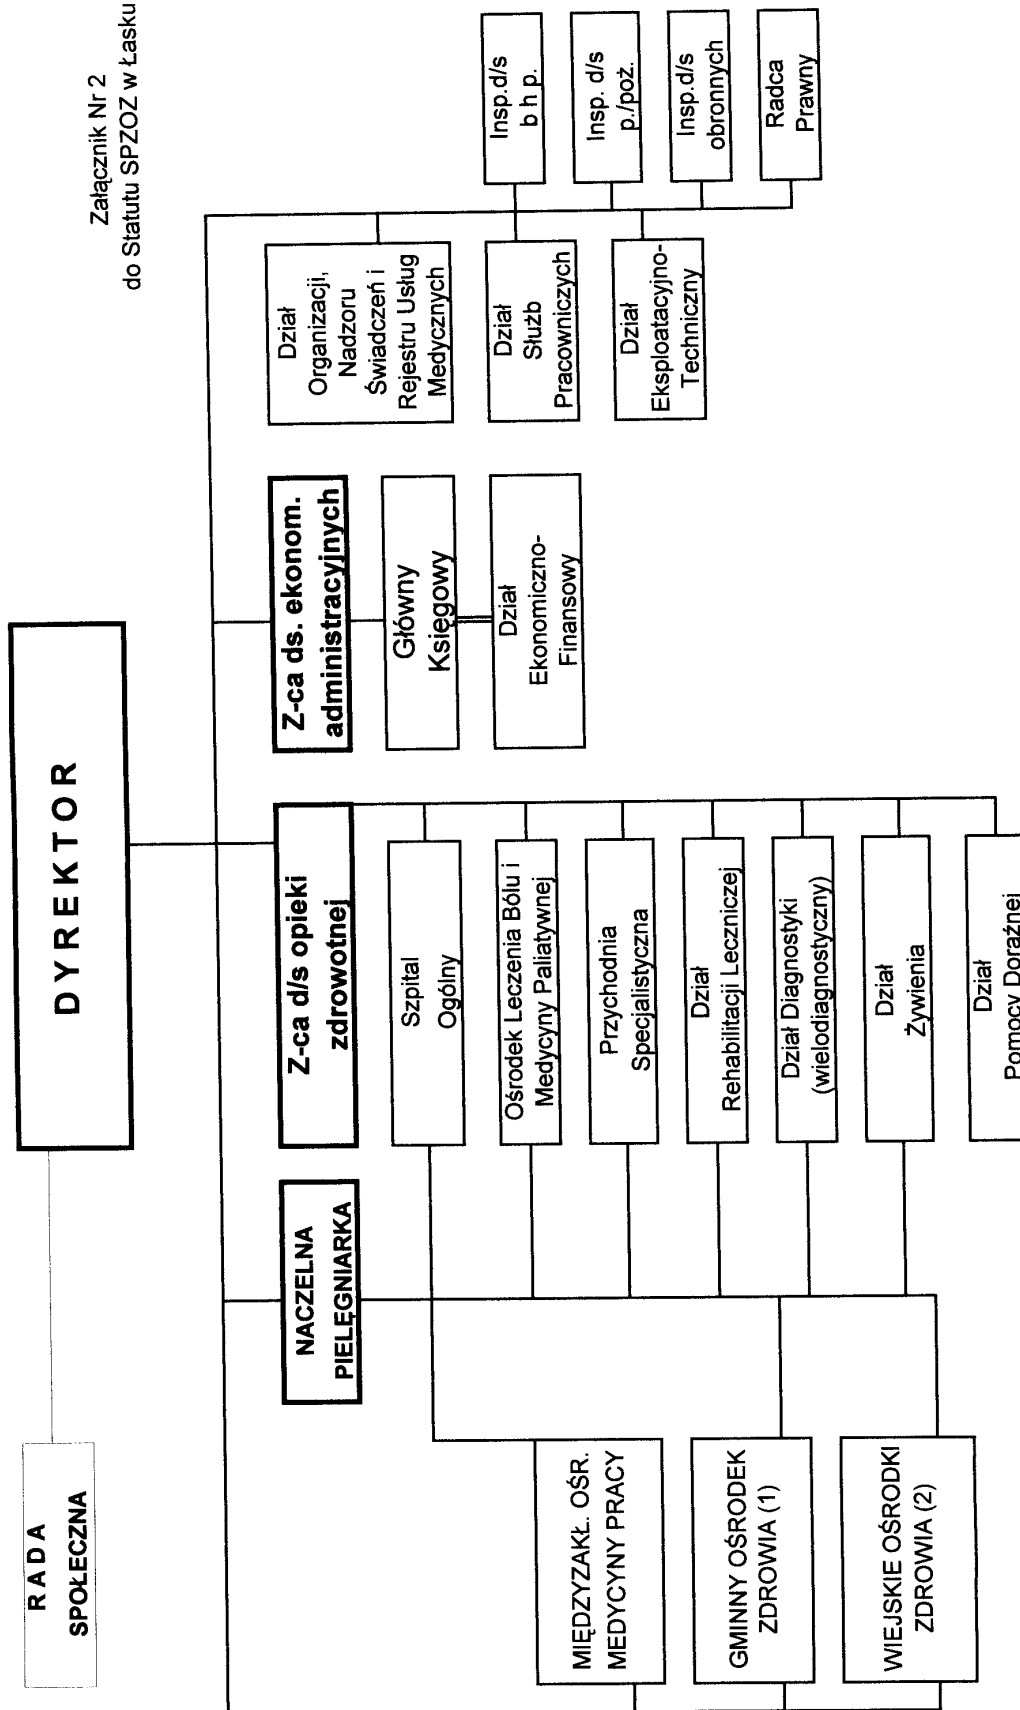 Załącznik Nr 2
do Statutu SPZOZ w Łasku
RADA
SPOŁECZNA
DYREKTOR
NACZELNA
PIELĘGNIARKA
Z-ca d/s opieki
zdrowotnej
Z-ca ds. ekonom.
administracyjnych
Dział
Organizacji,
Nadzoru
Świadczeń i
Rejestru Usług
Medycznych
Insp.d/s
b h p.
Insp. d/s
p./poż.
Insp.d/s
obronnych
Radca
Prawny
Dział
Służb
Pracowniczych
Dział
Eksploatacyjno-
Techniczny
Główny
Księgowy
Dział
Ekonomiczno-
Finansowy
Szpital
Ogólny
Ośrodek Leczenia Bólu i
Medycyny Paliatywnej
Przychodnia
Specjalistyczna
Dział
Rehabilitacji Leczniczej
Dział Diagnostyki
(wielodiagnostyczny)
Dział
Żywienia
Dział
Pomocy Doraźnej
MIĘDZYZAKŁ. OŚR.
MEDYCYNY PRACY
GMINNY OŚRODEK
ZDROWIA (1)
WIEJSKIE OŚRODKI
ZDROWIA (2)